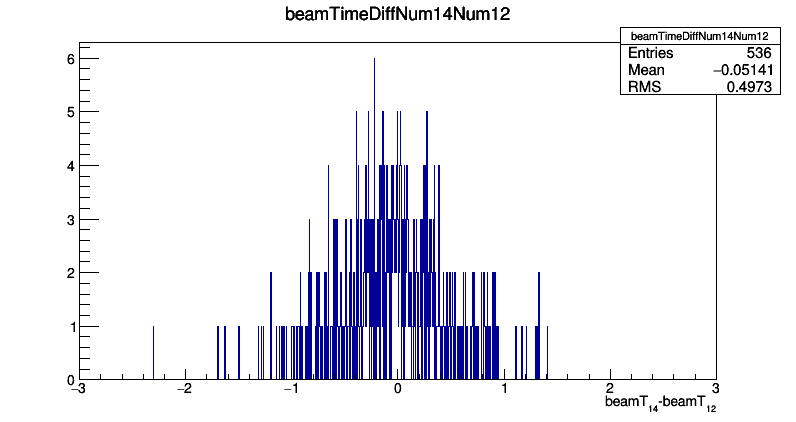 beamTimeDiffNum14Num12
beamTimeDiffNum14Num12
Entries 536
Mean −0.05141
RMS 0.4973
6
5
4
3
2
1
0
−3 −2 −1 0 1 2 3
beamT14-beamT12